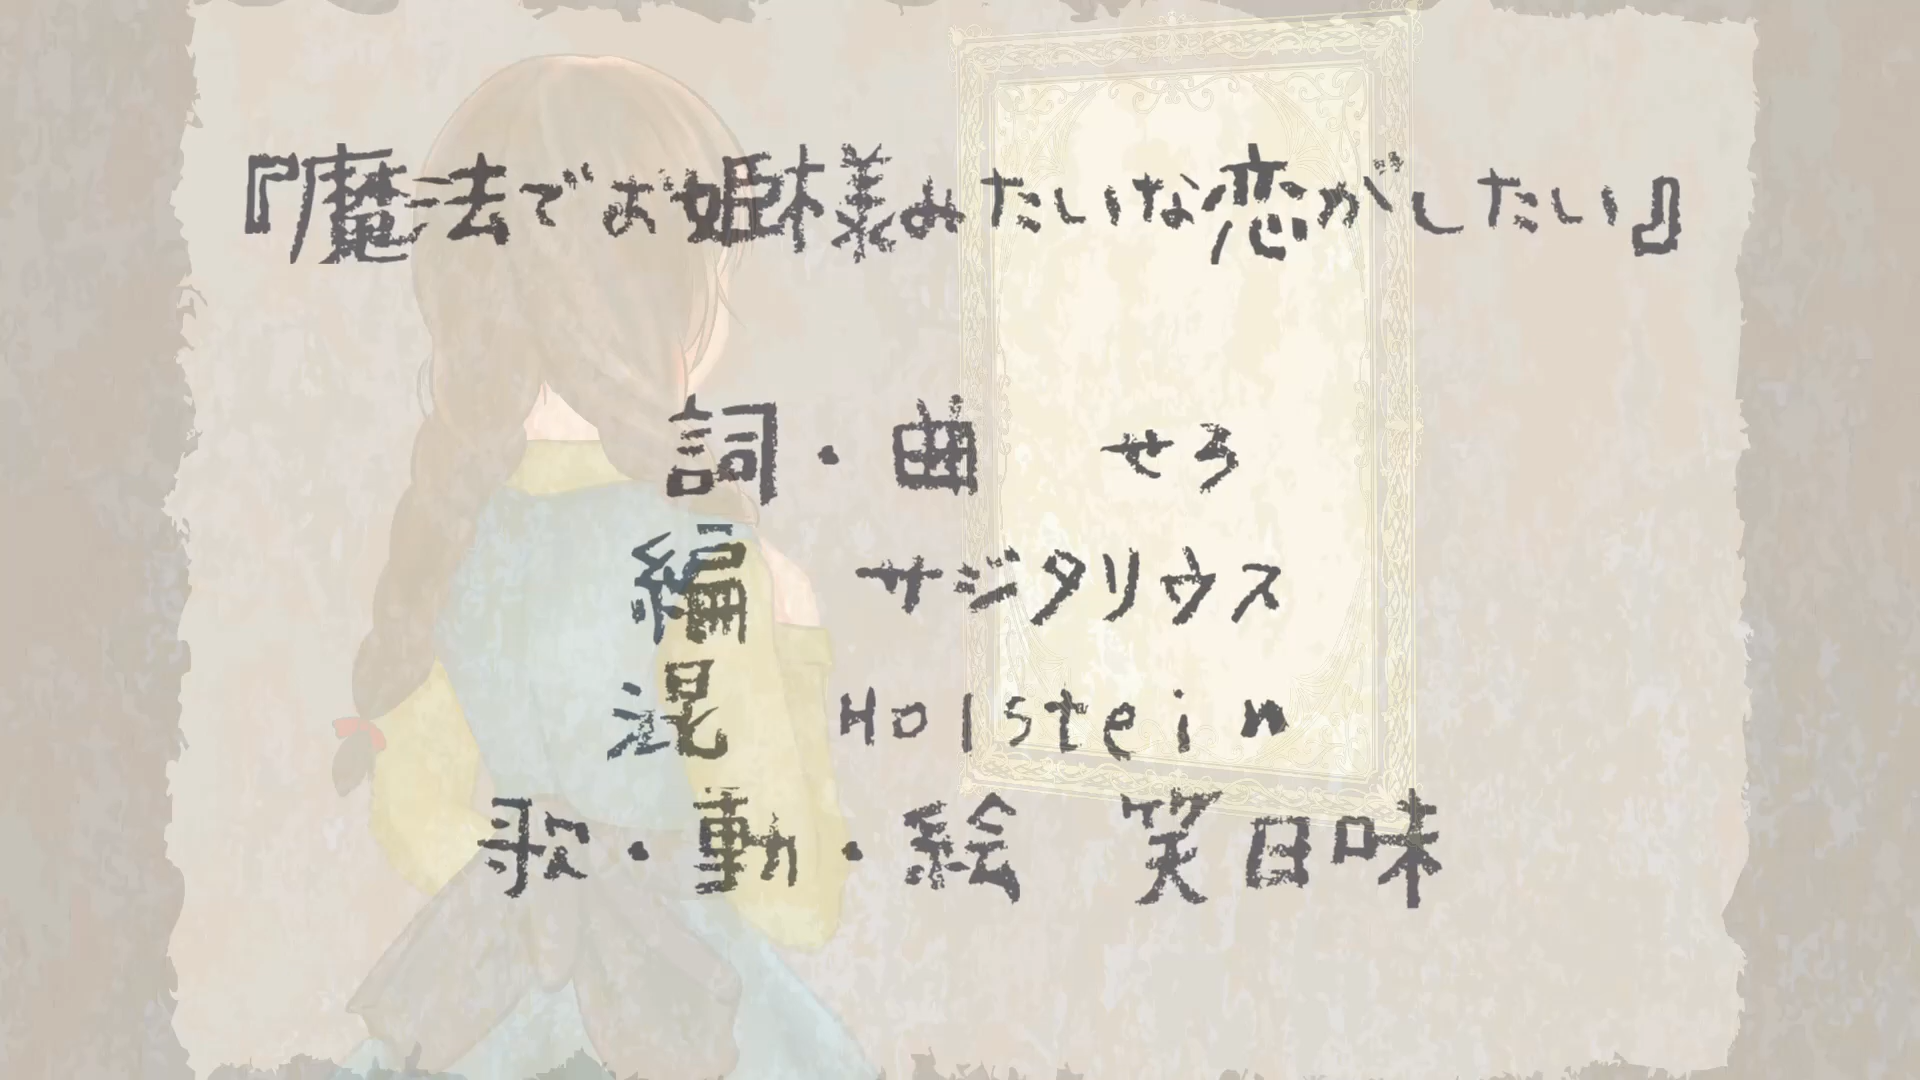 『魔法でお姫様みたいな恋がしたい』
詞・曲 せろ
編 サジタリウス
混 Holstein
歌・動・絵 笑日味